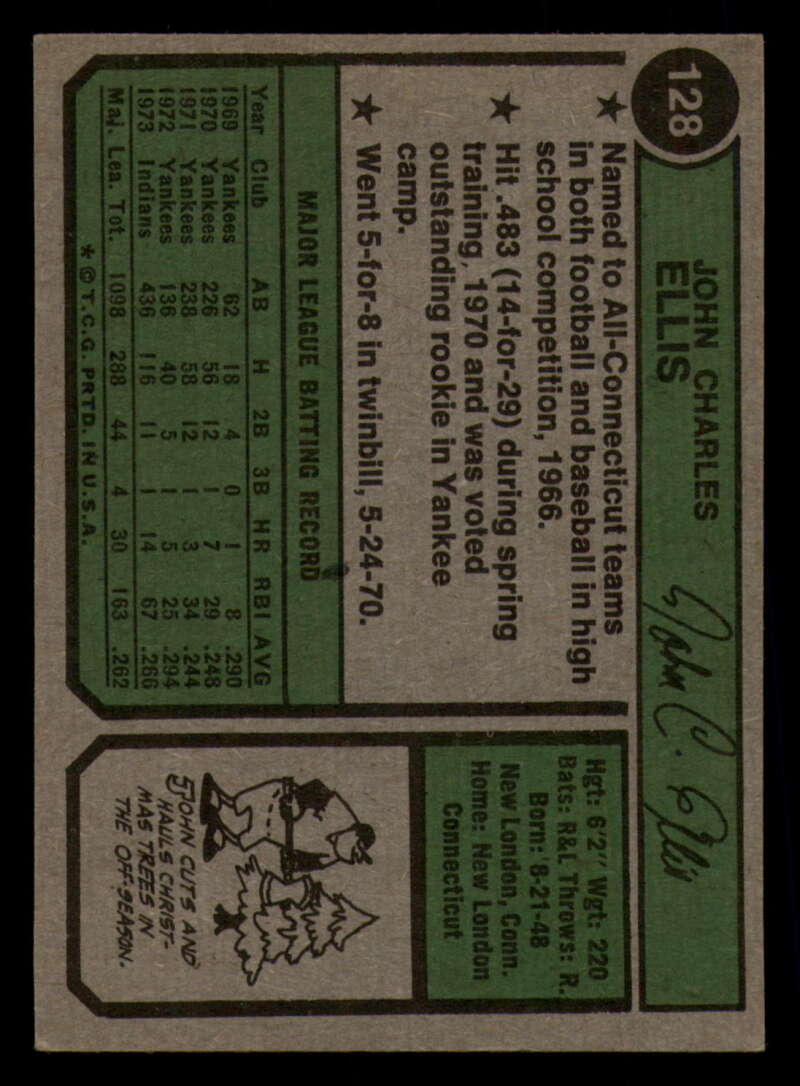 128
JOHN CHARLES
ELLIS
John C. Ellis
★ Named to All-Connecticut teams
in both football and baseball in high
school competition, 1966.
★ Hit .483 (14-for-29) during spring
training, 1970 and was voted
outstanding rookie in Yankee
camp.
★ Went 5-for-8 in twinbill, 5-24-70.
Hgt: 6'2" Wgt: 220
Bats: R&L Throws: R.
Born: 8-21-48
New London, Conn.
Home: New London
Connecticut
MAJOR LEAGUE BATTING RECORD
Year Club AB H 2B 3B HR RBI AVG
1969 Yankees 62 18 4 0 1 8 .290
1970 Yankees 226 56 12 1 7 29 .248
1971 Yankees 238 58 12 1 3 34 .244
1972 Yankees 136 40 5 1 5 25 .294
1973 Indians 436 116 11 1 14 67 .266
Maj. Lea. Tot. 1098 288 44 4 30 163 .262
* © T.C.G. PRTD. IN U.S.A.
JOHN CUTS AND
HAULS CHRIST-
MAS TREES IN
THE OFF-SEASON.